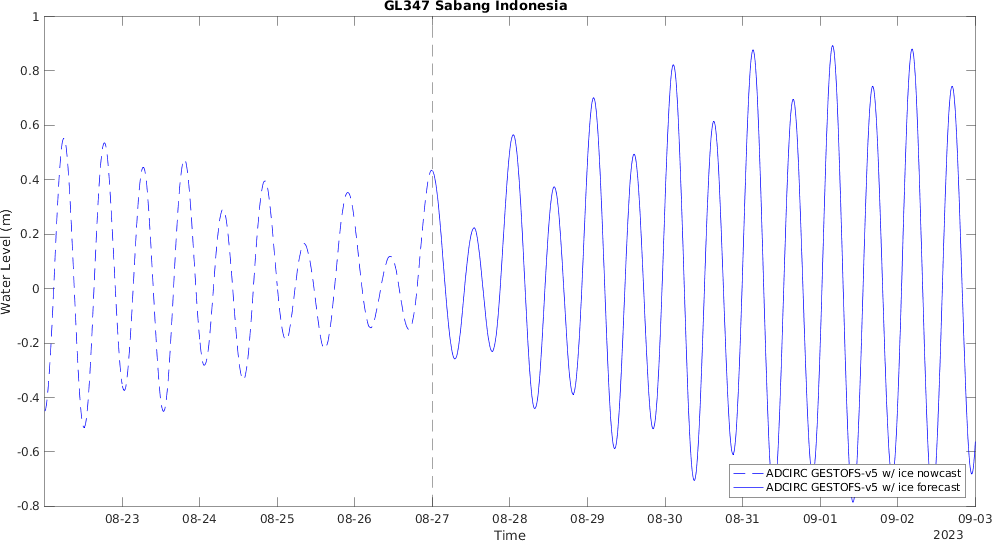 GL347 Sabang Indonesia
1
0.8
0.6
0.4
0.2
0
-0.2
-0.4
-0.6
-0.8
Water Level (m)
ADCIRC GESTOFS-v5 w/ ice nowcast
ADCIRC GESTOFS-v5 w/ ice forecast
08-23 08-24 08-25 08-26 08-27 08-28 08-29 08-30 08-31 09-01 09-02 09-03
Time
2023